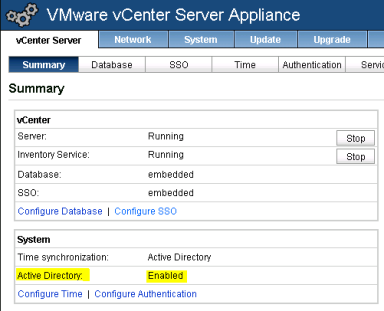 VMware vCenter Server Appliance
vCenter Server Network System Update Upgrade
Summary Database SSO Time Authentication
Summary
vCenter
Server: Running Stop
Inventory Service: Running Stop
Database: embedded
SSO: embedded
Configure Database | Configure SSO
System
Time synchronization: Active Directory
Active Directory: Enabled
Configure Time | Configure Authentication